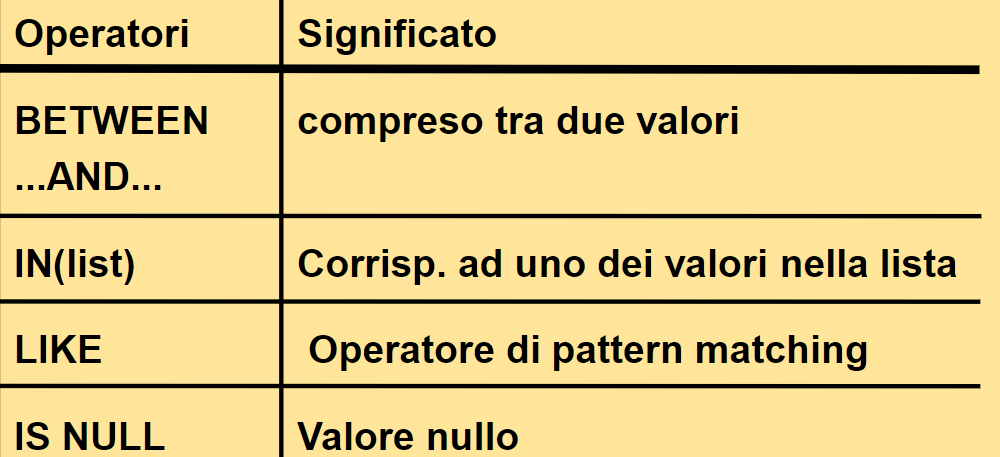 Operatori Significato
BETWEEN compreso tra due valori
...AND...
IN(list) Corrisp. ad uno dei valori nella lista
LIKE Operatore di pattern matching
IS NULL Valore nullo